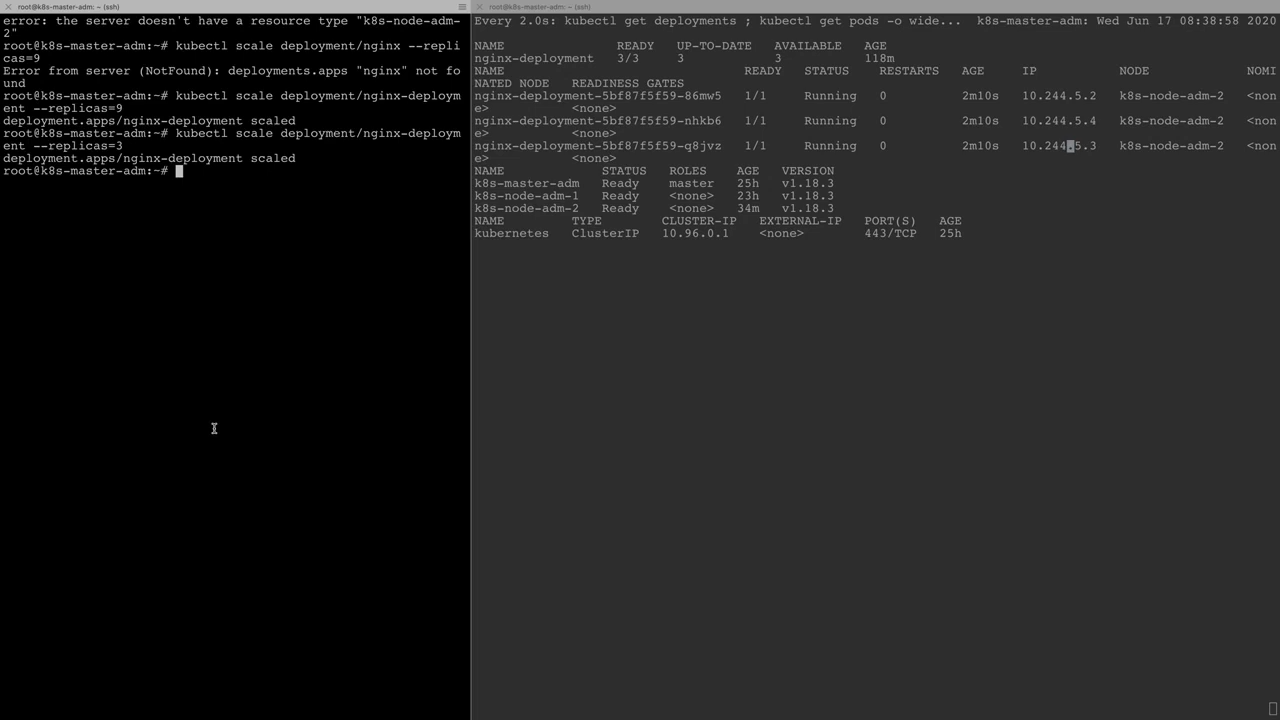 root@k8s-master-adm: ~ (ssh)
error: the server doesn't have a resource type "k8s-node-adm-
2"
root@k8s-master-adm:~# kubectl scale deployment/nginx --repli
cas=9
Error from server (NotFound): deployments.apps "nginx" not fo
und
root@k8s-master-adm:~# kubectl scale deployment/nginx-deploym
ent --replicas=9
deployment.apps/nginx-deployment scaled
root@k8s-master-adm:~# kubectl scale deployment/nginx-deploym
ent --replicas=3
deployment.apps/nginx-deployment scaled
root@k8s-master-adm:~#
root@k8s-master-adm: ~ (ssh)
Every 2.0s: kubectl get deployments ; kubectl get pods -o wide... k8s-master-adm: Wed Jun 17 08:38:58 2020
NAME READY UP-TO-DATE AVAILABLE AGE
nginx-deployment 3/3 3 3 118m
NAME READY STATUS RESTARTS AGE IP NODE NOMI
NATED NODE READINESS GATES
nginx-deployment-5bf87f5f59-86mw5 1/1 Running 0 2m10s 10.244.5.2 k8s-node-adm-2 <non
e> <none>
nginx-deployment-5bf87f5f59-nhkb6 1/1 Running 0 2m10s 10.244.5.4 k8s-node-adm-2 <non
e> <none>
nginx-deployment-5bf87f5f59-q8jvz 1/1 Running 0 2m10s 10.244.5.3 k8s-node-adm-2 <non
e> <none>
NAME STATUS ROLES AGE VERSION
k8s-master-adm Ready master 25h v1.18.3
k8s-node-adm-1 Ready <none> 23h v1.18.3
k8s-node-adm-2 Ready <none> 34m v1.18.3
NAME TYPE CLUSTER-IP EXTERNAL-IP PORT(S) AGE
kubernetes ClusterIP 10.96.0.1 <none> 443/TCP 25h